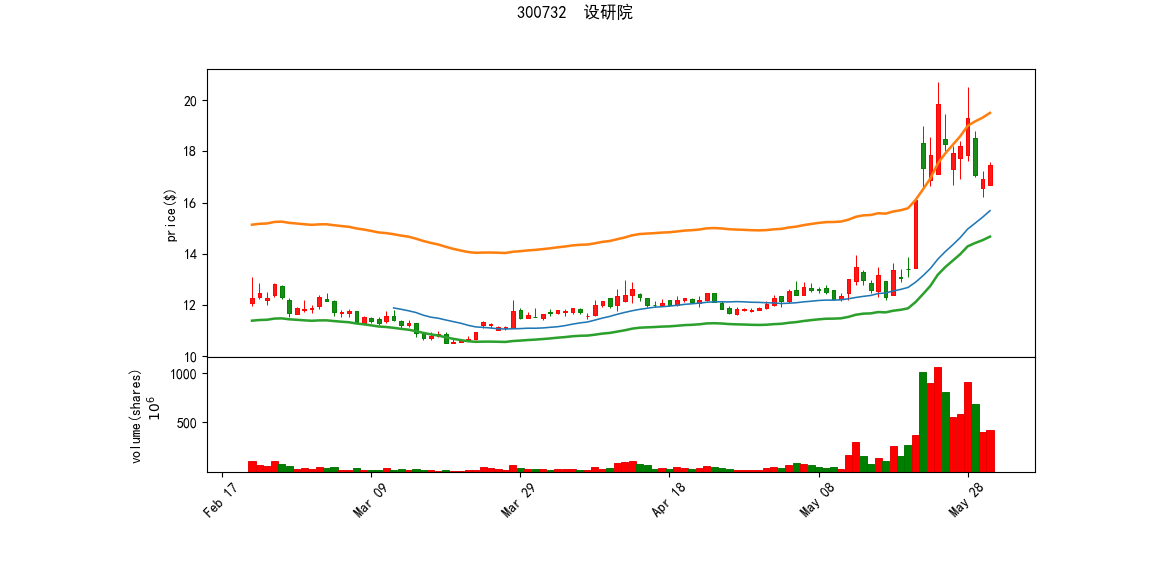 300732 设研院
price($)
20
18
16
14
12
10
volume(shares)
10^6
1000
500
Feb 17
Mar 09
Mar 29
Apr 18
May 08
May 28